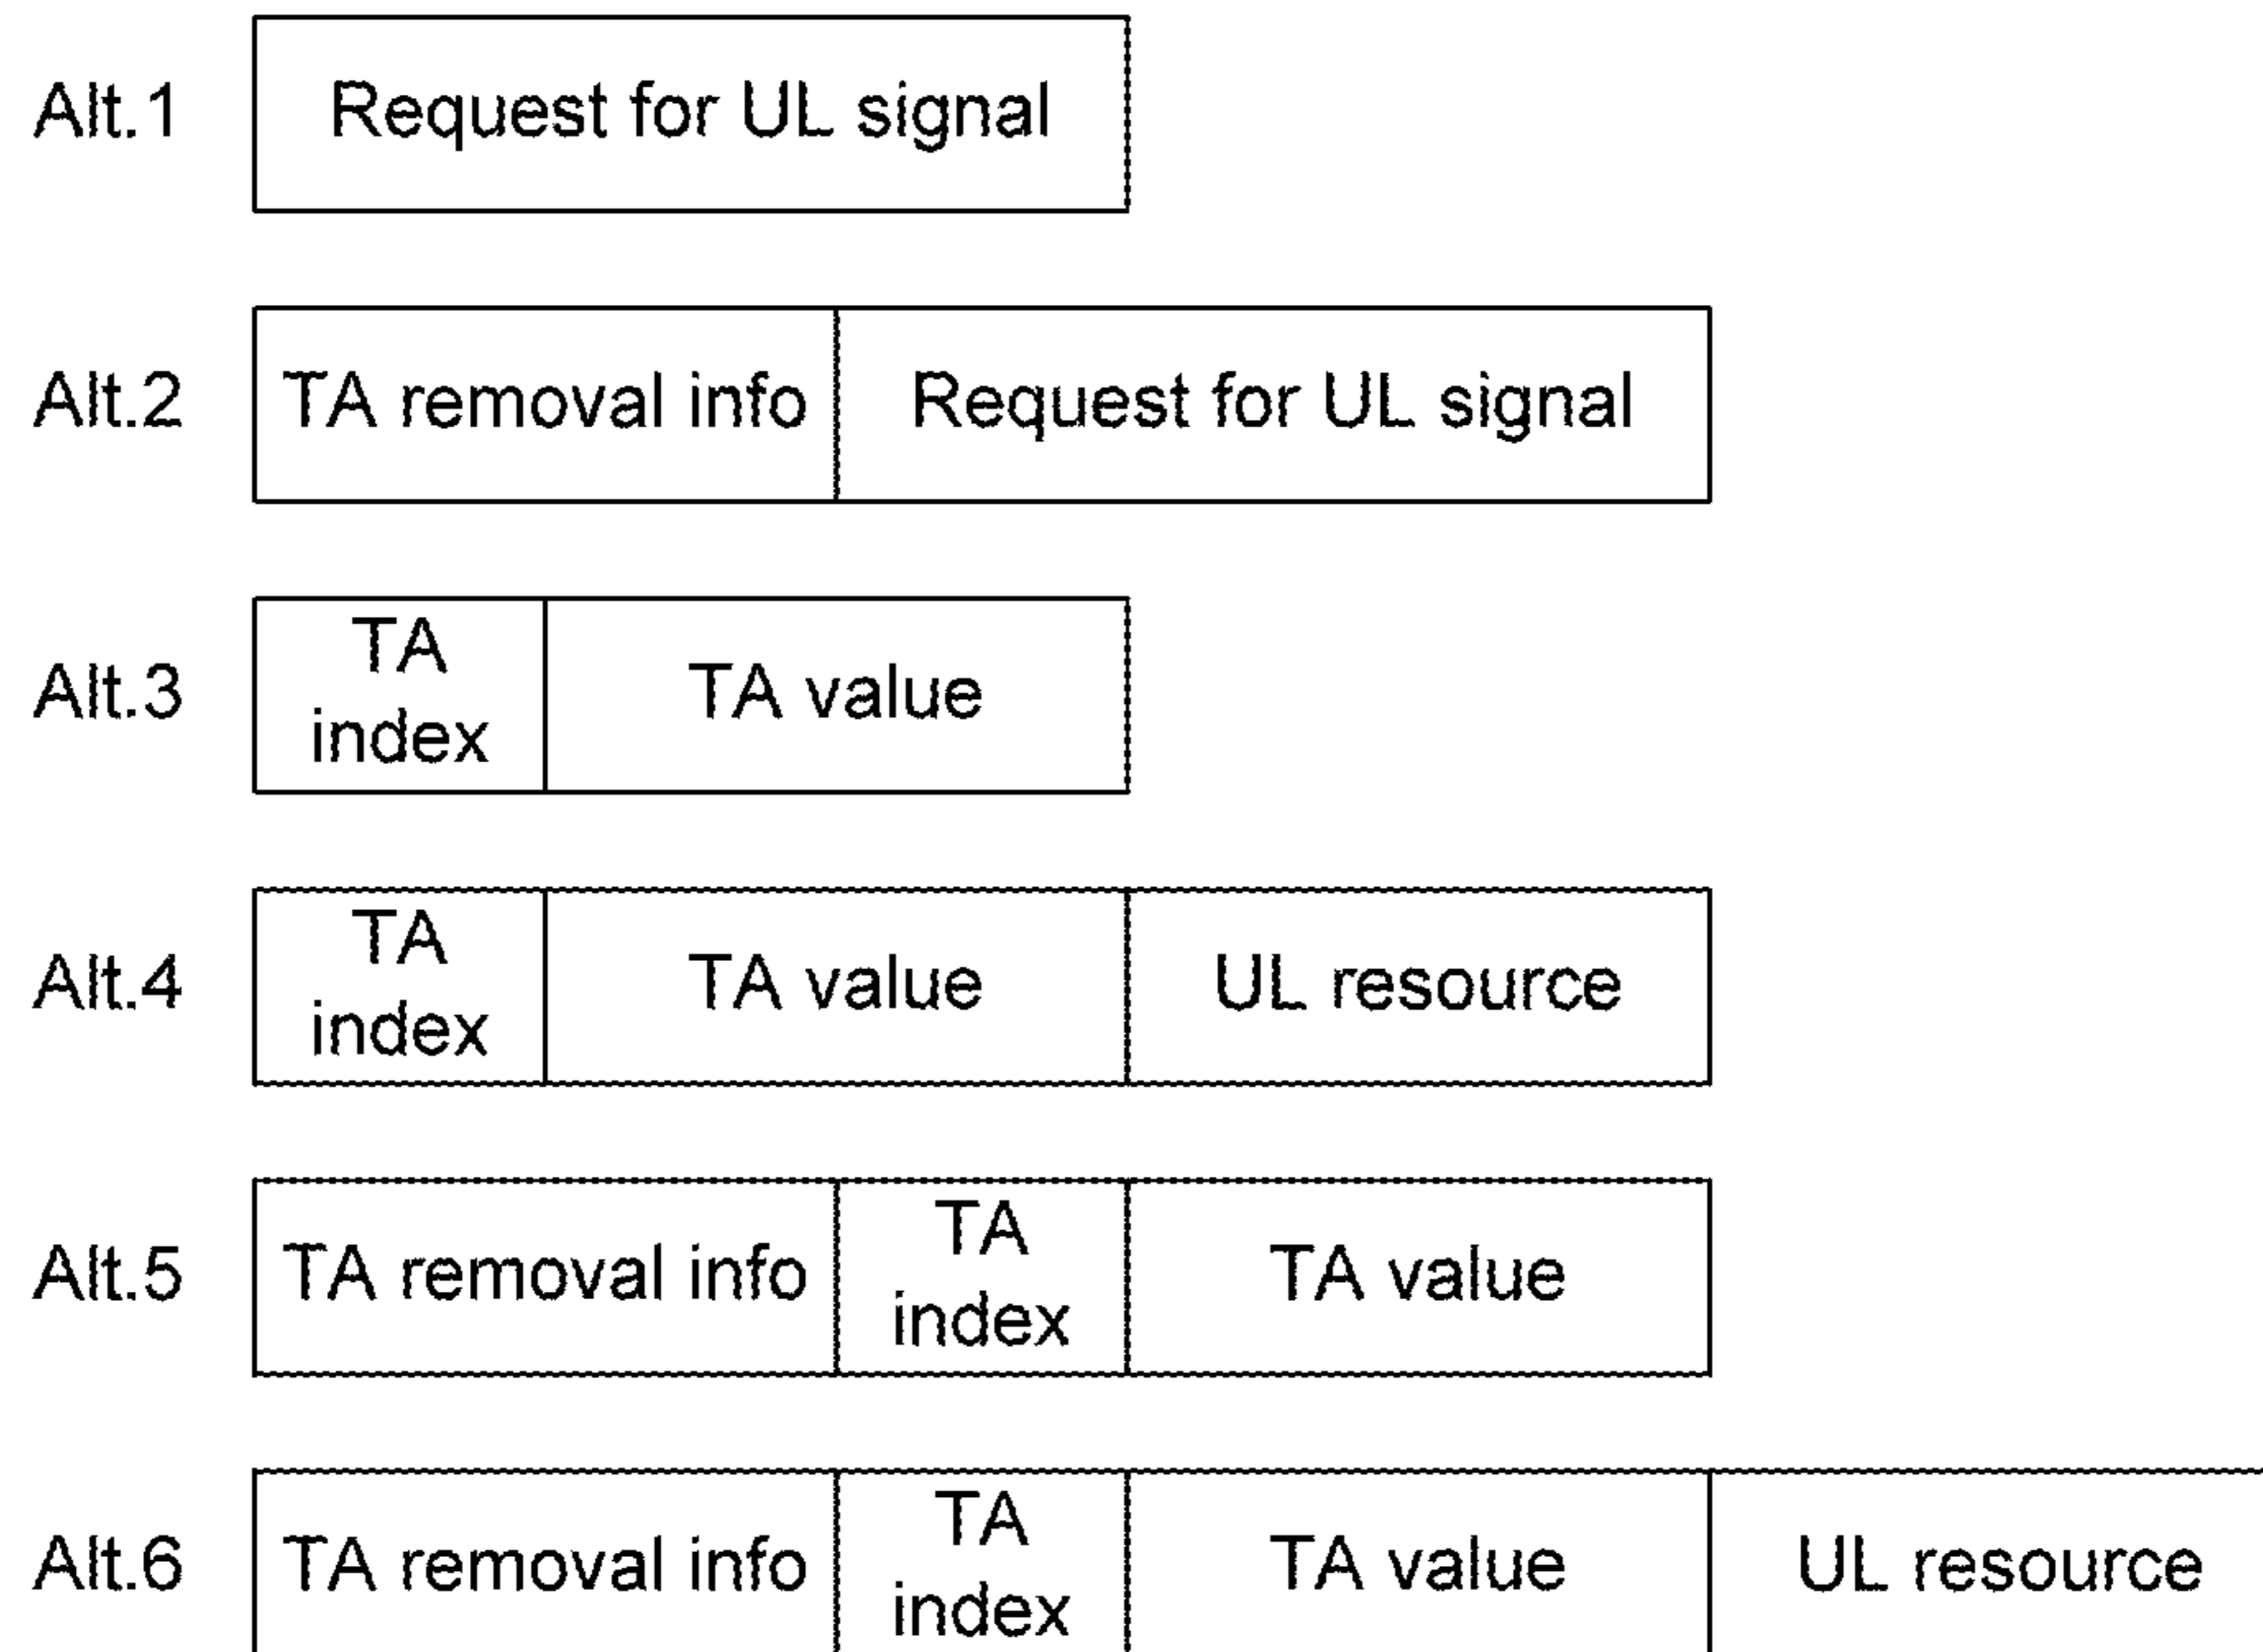 Alt.1 Request for UL signal
Alt.2 TA removal info Request for UL signal
Alt.3 TA index TA value
Alt.4 TA index TA value UL resource
Alt.5 TA removal info TA index TA value
Alt.6 TA removal info TA index TA value UL resource